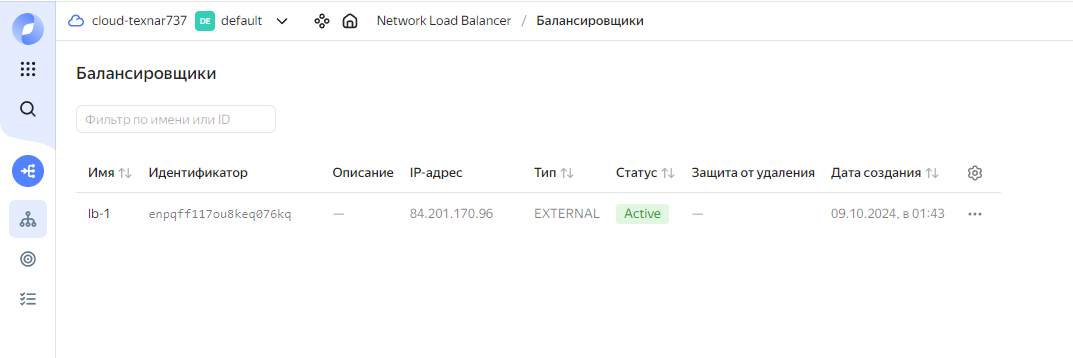 cloud-texnar737 DE default Network Load Balancer / Балансировщики
Балансировщики
Фильтр по имени или ID
Имя Идентификатор Описание IP-адрес Тип Статус Защита от удаления Дата создания
lb-1 enpqff117ou8keq076kq — 84.201.170.96 EXTERNAL Active — 09.10.2024, в 01:43